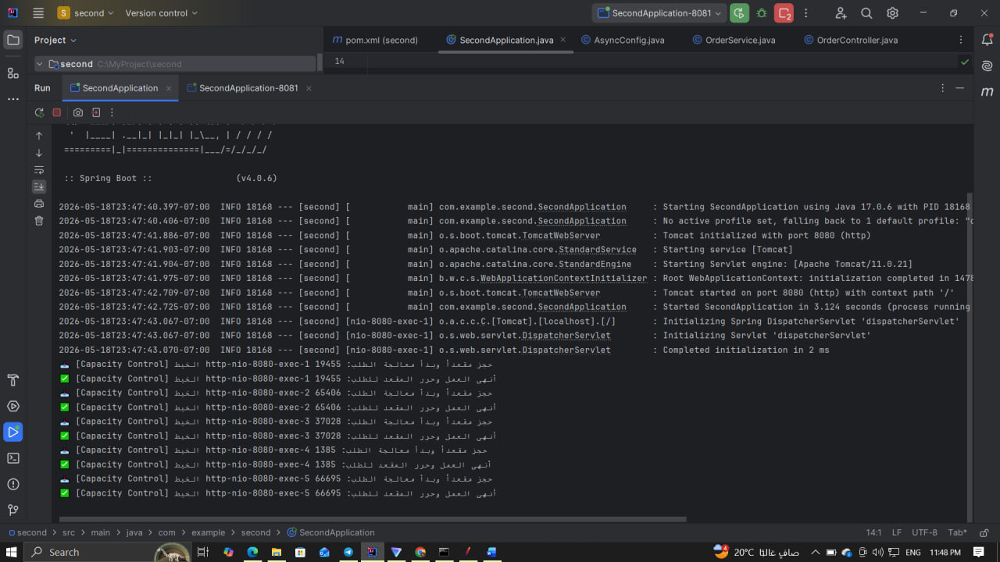 second
Version control
SecondApplication-8081
2
Project
pom.xml (second)
SecondApplication.java
AsyncConfig.java
OrderService.java
OrderController.java
second C:\MyProject\second
14
Run
SecondApplication
SecondApplication-8081
' |____| .__|_| |_|_| |_\__, | / / / /
=========|_|==============|___/=/_/_/_/
:: Spring Boot :: (v4.0.6)
2026-05-18T23:47:40.397-07:00 INFO 18168 --- [second] [ main] com.example.second.SecondApplication : Starting SecondApplication using Java 17.0.6 with PID 18168
2026-05-18T23:47:40.406-07:00 INFO 18168 --- [second] [ main] com.example.second.SecondApplication : No active profile set, falling back to 1 default profile: "d
2026-05-18T23:47:41.886-07:00 INFO 18168 --- [second] [ main] o.s.boot.tomcat.TomcatWebServer : Tomcat initialized with port 8080 (http)
2026-05-18T23:47:41.903-07:00 INFO 18168 --- [second] [ main] o.apache.catalina.core.StandardService : Starting service [Tomcat]
2026-05-18T23:47:41.904-07:00 INFO 18168 --- [second] [ main] o.apache.catalina.core.StandardEngine : Starting Servlet engine: [Apache Tomcat/11.0.21]
2026-05-18T23:47:41.975-07:00 INFO 18168 --- [second] [ main] b.w.c.s.WebApplicationContextInitializer : Root WebApplicationContext: initialization completed in 1478
2026-05-18T23:47:42.709-07:00 INFO 18168 --- [second] [ main] o.s.boot.tomcat.TomcatWebServer : Tomcat started on port 8080 (http) with context path '/'
2026-05-18T23:47:42.725-07:00 INFO 18168 --- [second] [ main] com.example.second.SecondApplication : Started SecondApplication in 3.124 seconds (process running
2026-05-18T23:47:43.067-07:00 INFO 18168 --- [second] [nio-8080-exec-1] o.a.c.c.C.[Tomcat].[localhost].[/] : Initializing Spring DispatcherServlet 'dispatcherServlet'
2026-05-18T23:47:43.067-07:00 INFO 18168 --- [second] [nio-8080-exec-1] o.s.web.servlet.DispatcherServlet : Initializing Servlet 'dispatcherServlet'
2026-05-18T23:47:43.070-07:00 INFO 18168 --- [second] [nio-8080-exec-1] o.s.web.servlet.DispatcherServlet : Completed initialization in 2 ms
📥 [Capacity Control] الخيط http-nio-8080-exec-1 حجز مقعداً وبدأ معالجة الطلب: 19455
✅ [Capacity Control] الخيط http-nio-8080-exec-1 أنهى العمل وحرر المقعد للطلب: 19455
📥 [Capacity Control] الخيط http-nio-8080-exec-2 حجز مقعداً وبدأ معالجة الطلب: 65406
✅ [Capacity Control] الخيط http-nio-8080-exec-2 أنهى العمل وحرر المقعد للطلب: 65406
📥 [Capacity Control] الخيط http-nio-8080-exec-3 حجز مقعداً وبدأ معالجة الطلب: 37028
✅ [Capacity Control] الخيط http-nio-8080-exec-3 أنهى العمل وحرر المقعد للطلب: 37028
📥 [Capacity Control] الخيط http-nio-8080-exec-4 حجز مقعداً وبدأ معالجة الطلب: 1385
✅ [Capacity Control] الخيط http-nio-8080-exec-4 أنهى العمل وحرر المقعد للطلب: 1385
📥 [Capacity Control] الخيط http-nio-8080-exec-5 حجز مقعداً وبدأ معالجة الطلب: 66695
✅ [Capacity Control] الخيط http-nio-8080-exec-5 أنهى العمل وحرر المقعد للطلب: 66695
second > src > main > java > com > example > second > SecondApplication
14:1 LF UTF-8 Tab*
Search
20°C صافٍ غالبًا
ENG
11:48 PM